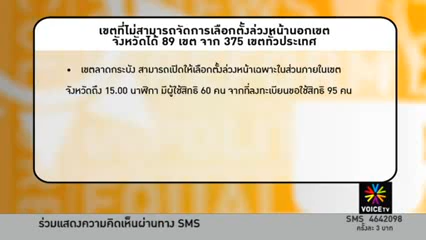 เขตที่ไม่สามารถจัดการเลือกตั้งล่วงหน้านอกเขต
จังหวัดได้ 89 เขต จาก 375 เขตทั่วประเทศ
• เขตลาดกระบัง สามารถเปิดให้เลือกตั้งล่วงหน้าเฉพาะในส่วนภายในเขต
จังหวัดถึง 15.00 นาฬิกา มีผู้ใช้สิทธิ 60 คน จากที่ลงทะเบียนขอใช้สิทธิ 95 คน
VOICE TV
ร่วมแสดงความคิดเห็นผ่านทาง SMS
SMS 4642098
ครั้งละ 3 บาท